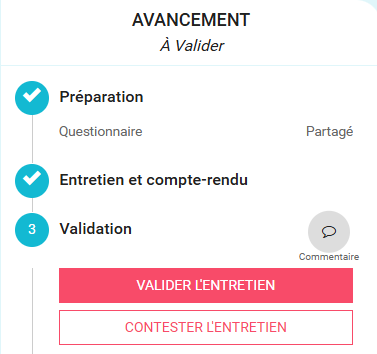 AVANCEMENT
À Valider
Préparation
Questionnaire Partagé
Entretien et compte-rendu
3 Validation
Commentaire
VALIDER L'ENTRETIEN
CONTESTER L'ENTRETIEN